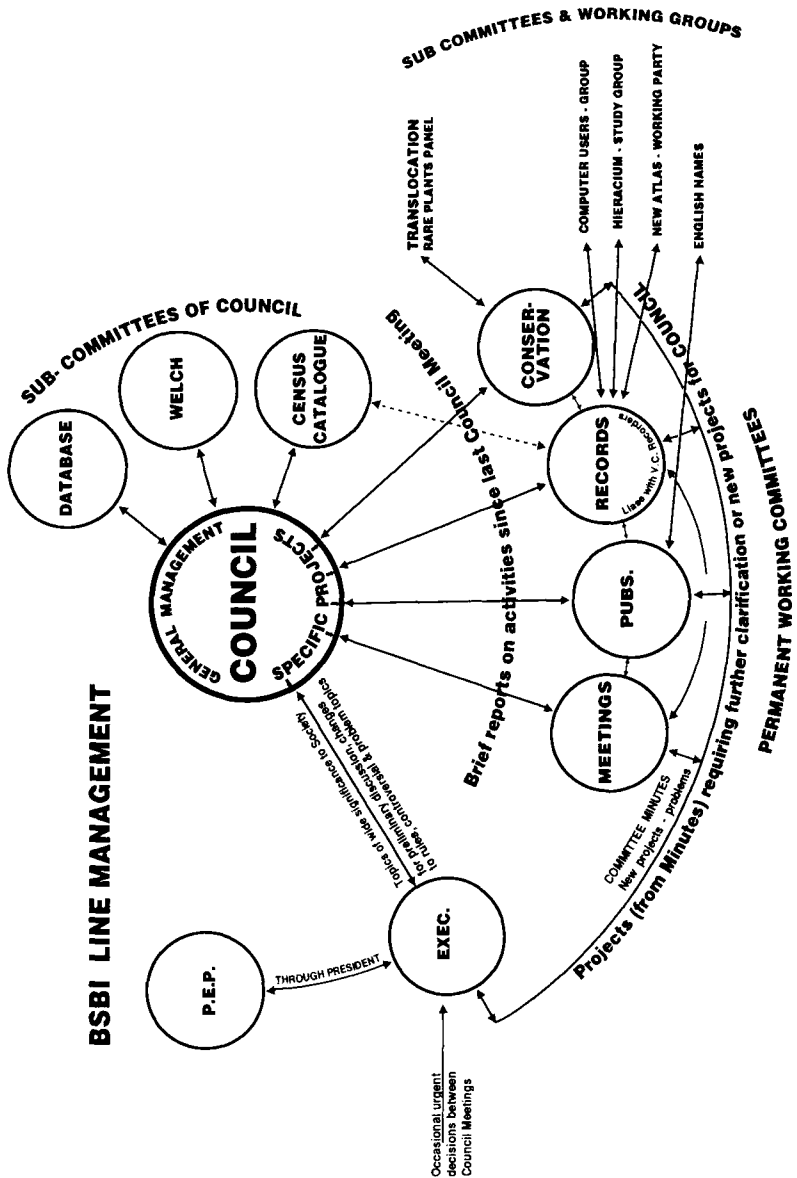 BSBI LINE MANAGEMENT
P.E.P.
THROUGH PRESIDENT
EXEC.
Occasional urgent
decisions between
Council Meetings
Topics of wide significance to Society
for preliminary discussion, changes
to rules, controversial & problem topics
GENERAL MANAGEMENT
COUNCIL
SPECIFIC PROJECTS
SUB- COMMITTEES OF COUNCIL
DATABASE
WELCH
CENSUS
CATALOGUE
Brief reports on activities since last Council Meeting
MEETINGS
PUBS.
RECORDS
Liase with V.C. Recorders
CONSER-
VATION
COMMITTEE MINUTES
New projects - problems
Projects (from Minutes) requiring further clarification or new projects for COUNCIL
PERMANENT WORKING COMMITTEES
SUB COMMITTEES & WORKING GROUPS
TRANSLOCATION
RARE PLANTS PANEL
COMPUTER USERS - GROUP
HIERACIUM - STUDY GROUP
NEW ATLAS - WORKING PARTY
ENGLISH NAMES